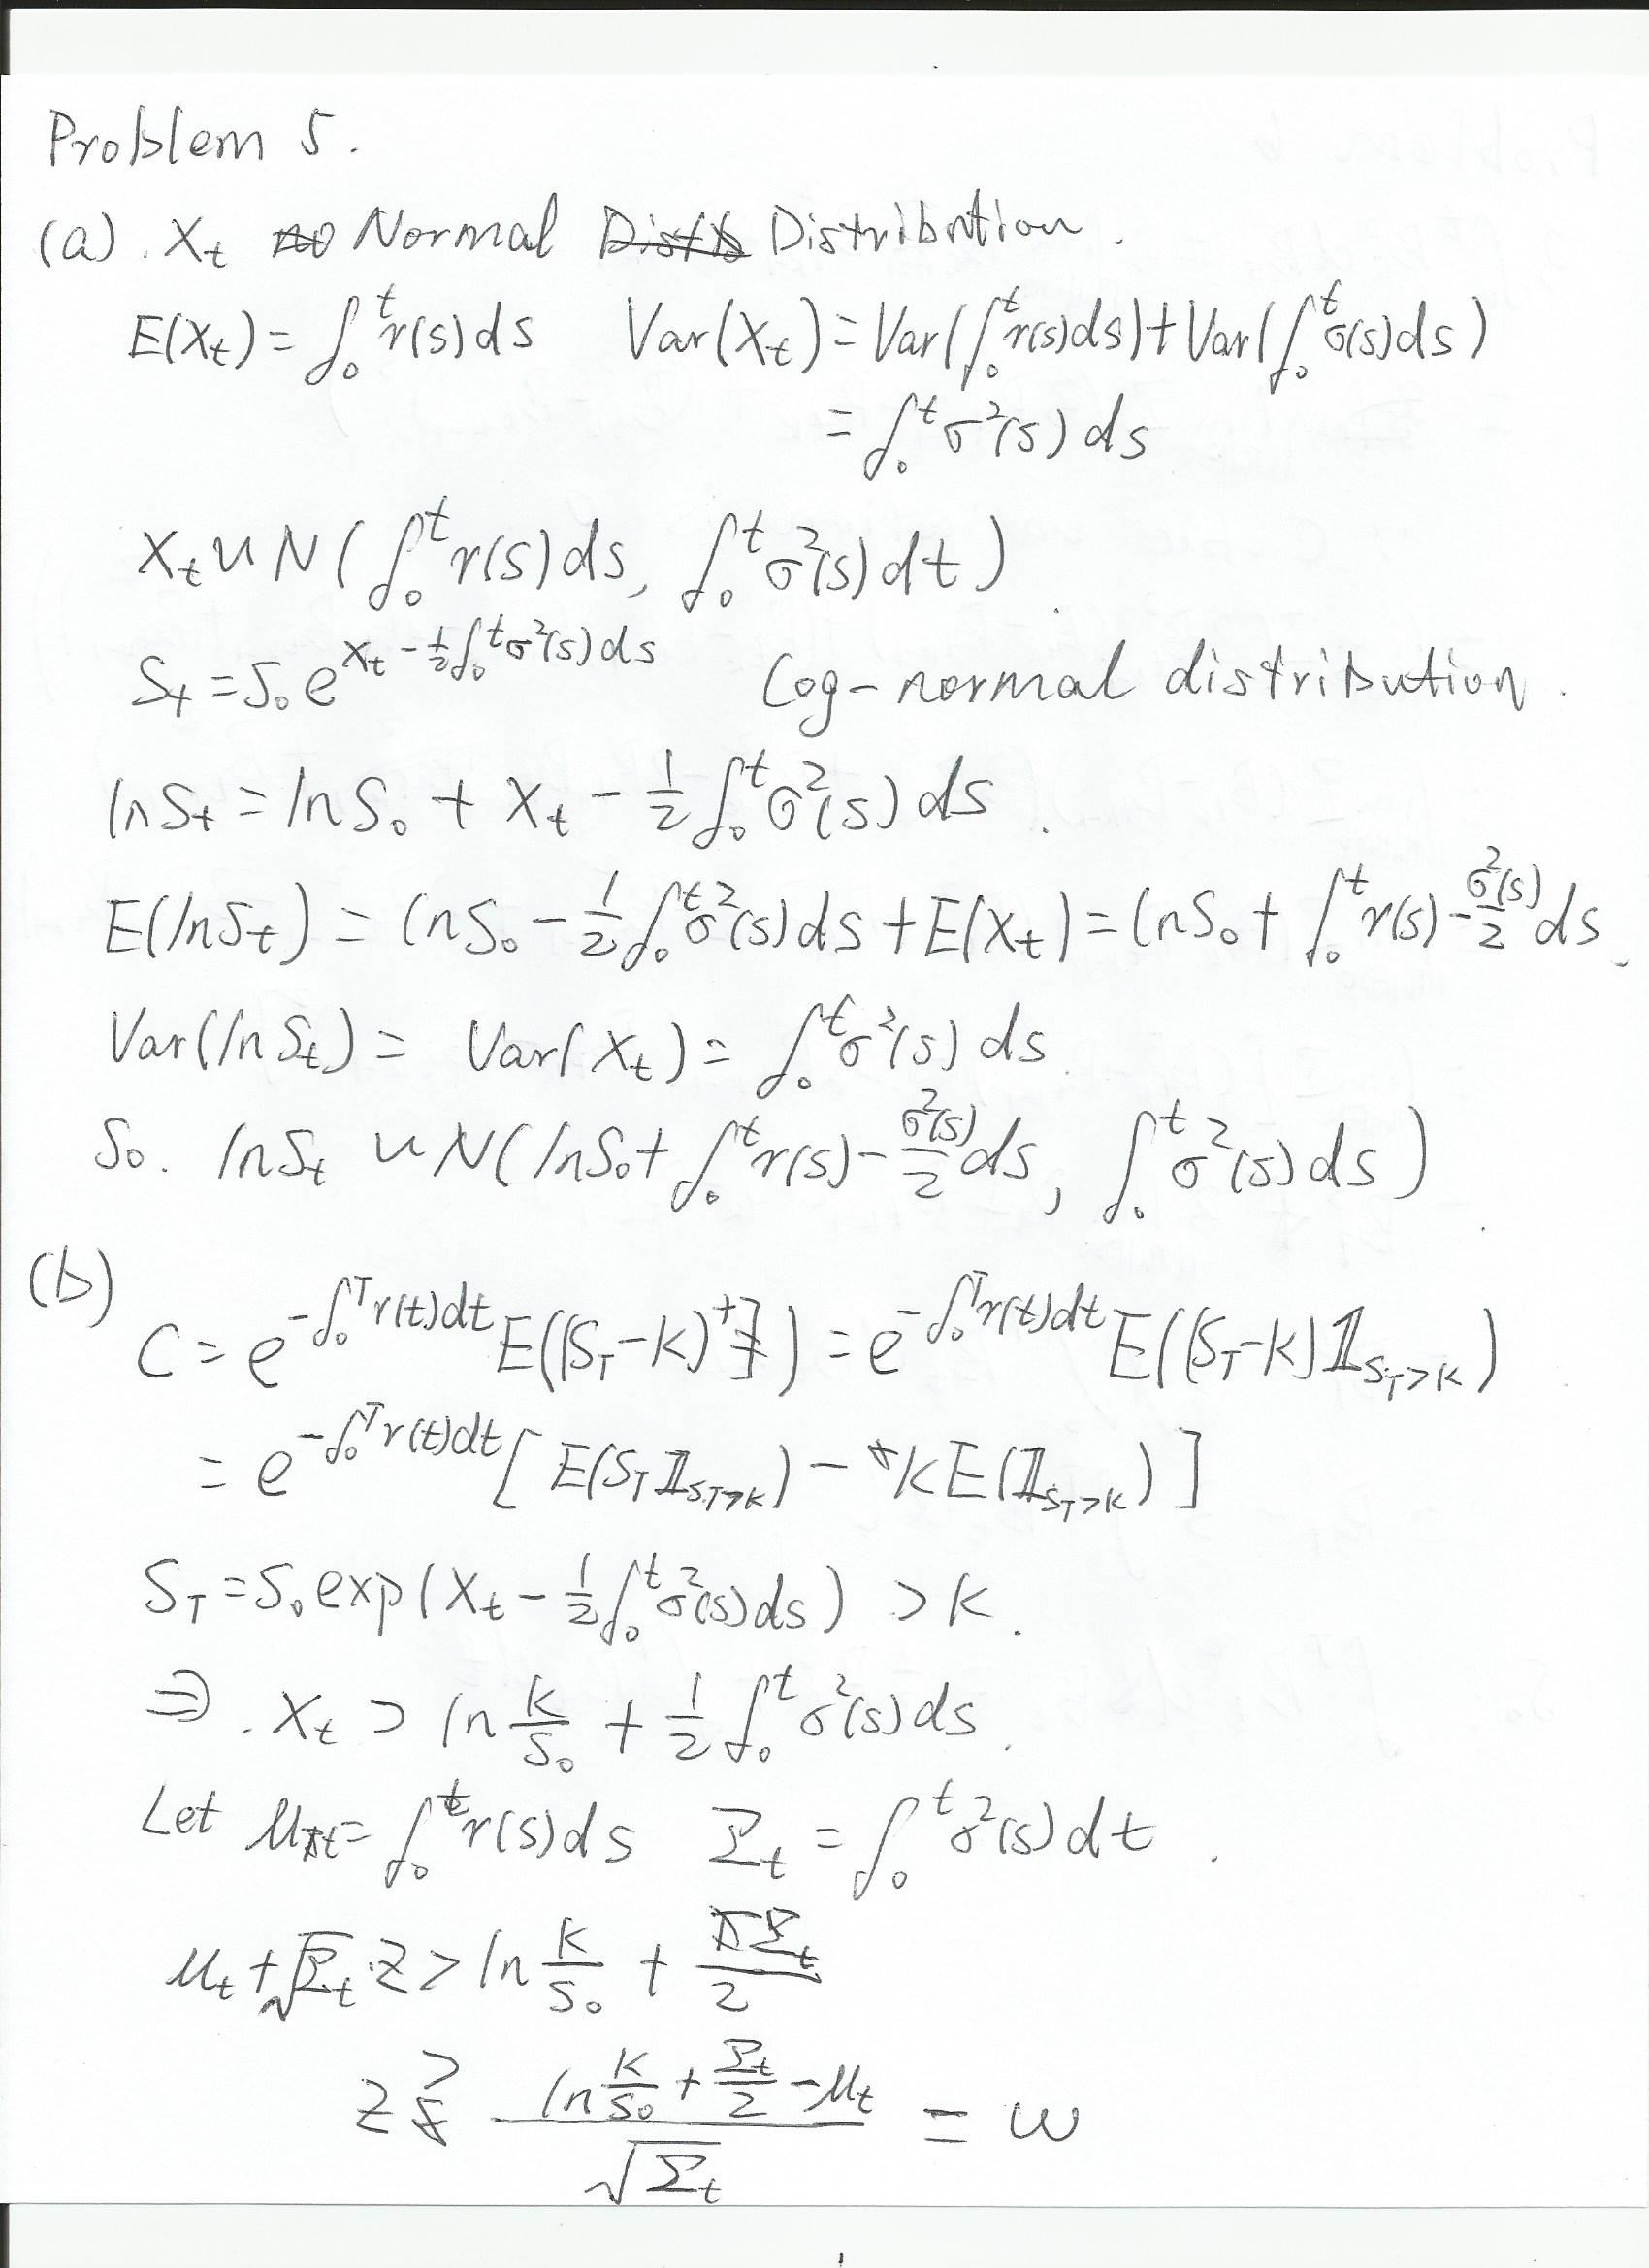 Problem 5.
(a). X_t Normal Distribution.
E(X_t) = ∫_0^t r(s)ds   Var(X_t) = Var(∫_0^t r(s)ds) + Var(∫_0^t σ(s)ds)
= ∫_0^t σ²(s) ds
X_t ~ N(∫_0^t r(s)ds, ∫_0^t σ²(s)dt)
S_t = S_0 e^{X_t - 1/2 ∫_0^t σ²(s)ds}   Log-normal distribution.
ln S_t = ln S_0 + X_t - 1/2 ∫_0^t σ²(s) ds.
E(ln S_t) = ln S_0 - 1/2 ∫_0^t σ²(s)ds + E(X_t) = ln S_0 + ∫_0^t r(s) - σ²(s)/2 ds.
Var(ln S_t) = Var(X_t) = ∫_0^t σ²(s) ds.
So. ln S_t ~ N(ln S_0 + ∫_0^t r(s) - σ²(s)/2 ds, ∫_0^t σ²(s)ds)
(b) C = e^{-∫_0^T r(t)dt} E((S_T-K)^+) = e^{-∫_0^T r(t)dt} E((S_T-K)𝟙_{S_T>K})
= e^{-∫_0^T r(t)dt} [E(S_T 𝟙_{S_T>K}) - K E(𝟙_{S_T>K})]
S_T = S_0 exp(X_t - 1/2 ∫_0^t σ²(s)ds) > K.
⇒ X_t > ln K/S_0 + 1/2 ∫_0^t σ²(s)ds.
Let μ_t = ∫_0^t r(s)ds   Σ_t = ∫_0^t σ²(s)dt.
μ_t + √Σ_t · Z > ln K/S_0 + Σ_t/2
Z > (ln K/S_0 + Σ_t/2 - μ_t)/√Σ_t = ω